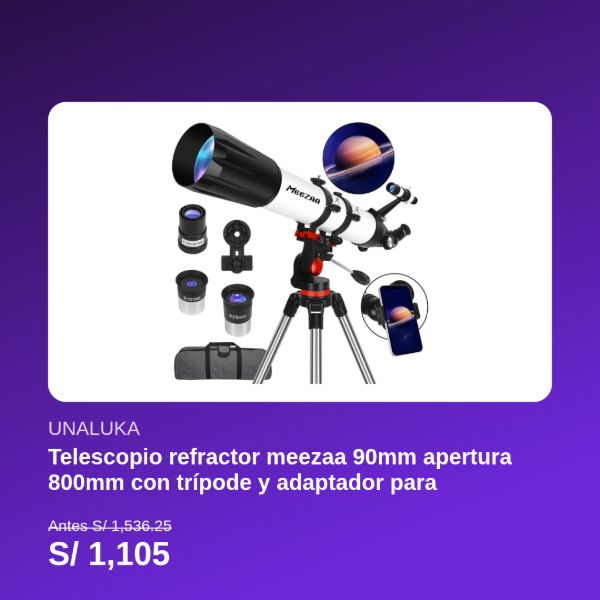 Meezaa
UNALUKA
Telescopio refractor meezaa 90mm apertura
800mm con trípode y adaptador para
Antes S/ 1,536.25
S/ 1,105